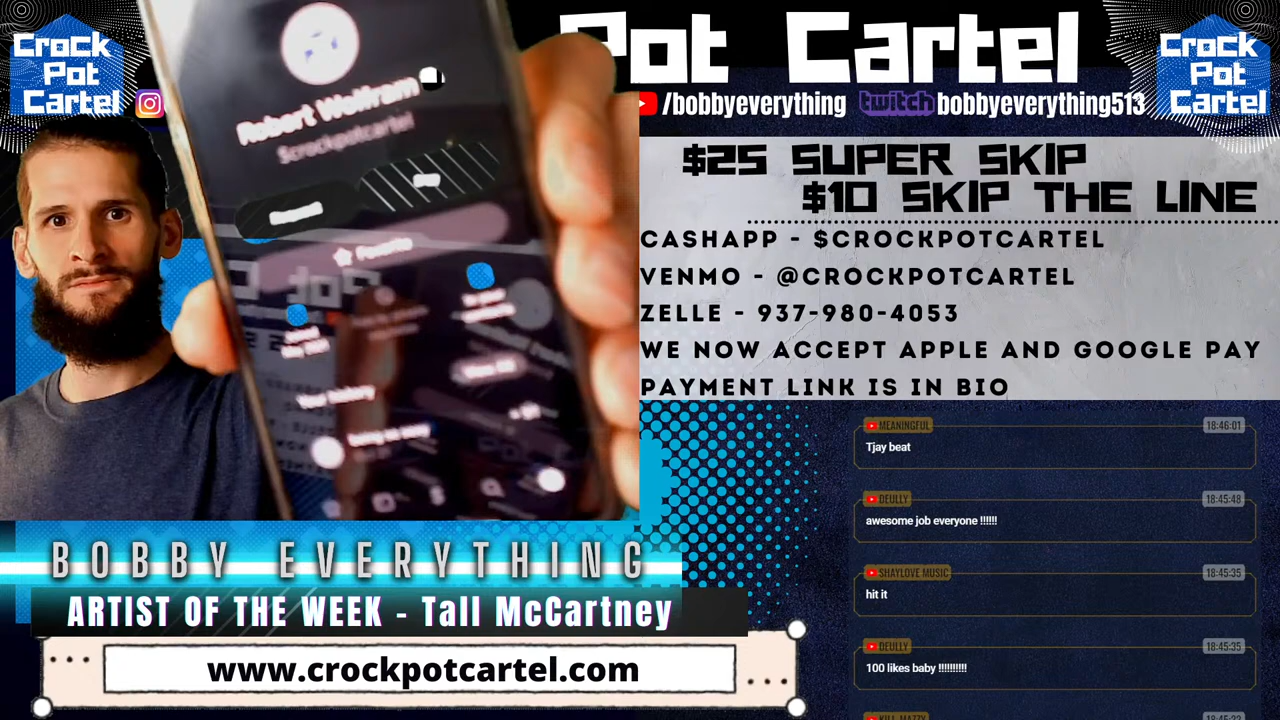 Crock
Pot
Cartel
Pot Cartel
/bobbyeverything
twitch bobbyeverything513
Crock
Pot
Cartel
Robert Wolfram
$crockpotcartel
Favorite
Your history
$25 SUPER SKIP
$10 SKIP THE LINE
CASHAPP - $CROCKPOTCARTEL
VENMO - @CROCKPOTCARTEL
ZELLE - 937-980-4053
WE NOW ACCEPT APPLE AND GOOGLE PAY
PAYMENT LINK IS IN BIO
MEANINGFUL 18:46:01
Tjay beat
DEULLY 18:45:48
awesome job everyone !!!!!!
SHAYLOVE MUSIC 18:45:35
hit it
DEULLY 18:45:35
100 likes baby !!!!!!!!!!
BOBBY EVERYTHING
ARTIST OF THE WEEK - Tall McCartney
www.crockpotcartel.com